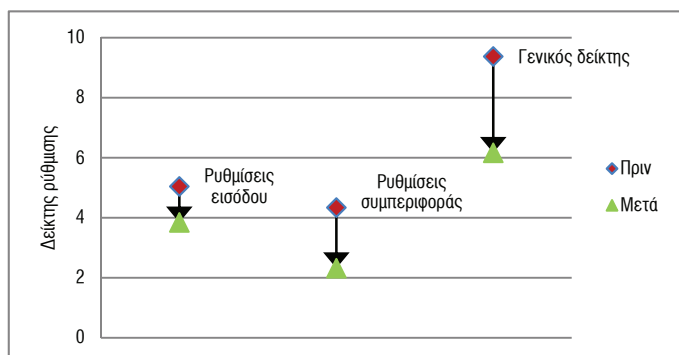 Δείκτης ρύθμισης
10
8
6
4
2
0
Γενικός δείκτης
Ρυθμίσεις
εισόδου
Ρυθμίσεις
συμπεριφοράς
Πριν
Μετά